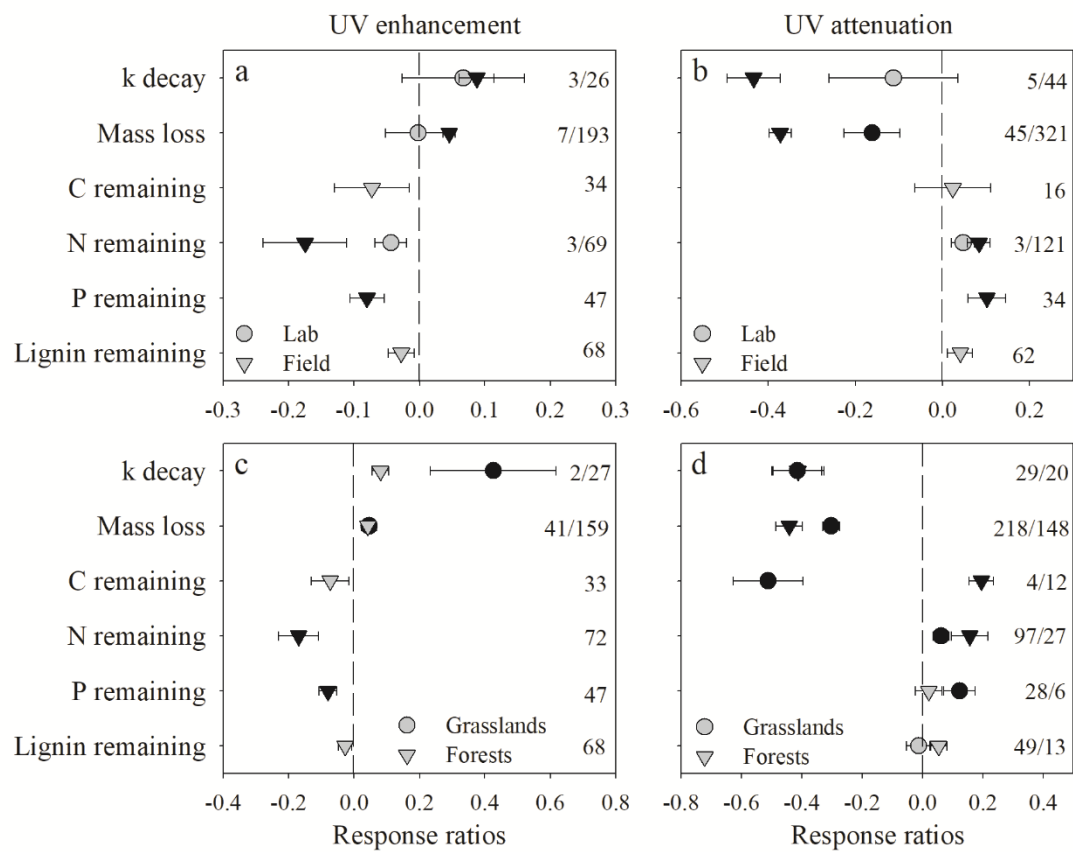 UV enhancement
UV attenuation
a
b
k decay
3/26
5/44
Mass loss
7/193
45/321
C remaining
34
16
N remaining
3/69
3/121
P remaining
47
34
Lignin remaining
68
62
Lab
Field
Lab
Field
-0.3 -0.2 -0.1 0.0 0.1 0.2 0.3
-0.6 -0.4 -0.2 0.0 0.2
c
d
k decay
2/27
29/20
Mass loss
41/159
218/148
C remaining
33
4/12
N remaining
72
97/27
P remaining
47
28/6
Lignin remaining
68
49/13
Grasslands
Forests
Grasslands
Forests
-0.4 -0.2 0.0 0.2 0.4 0.6 0.8
-0.8 -0.6 -0.4 -0.2 0.0 0.2 0.4
Response ratios
Response ratios